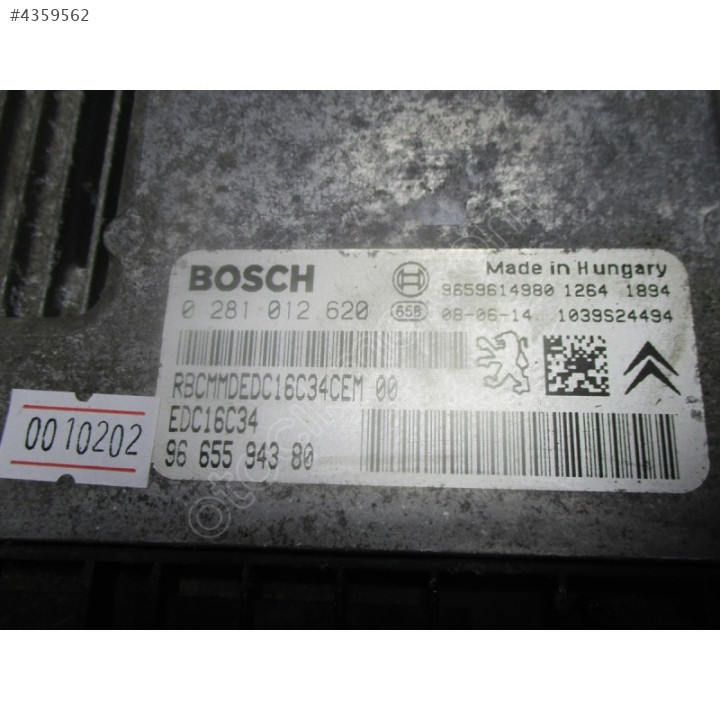 #4359562
BOSCH
Made in Hungary
9659614980 1264 1894
0 281 012 620 65B 08-06-14 1039S24494
RBCMMDEDC16C34CEM 00
EDC16C34
96 655 943 80
0010202